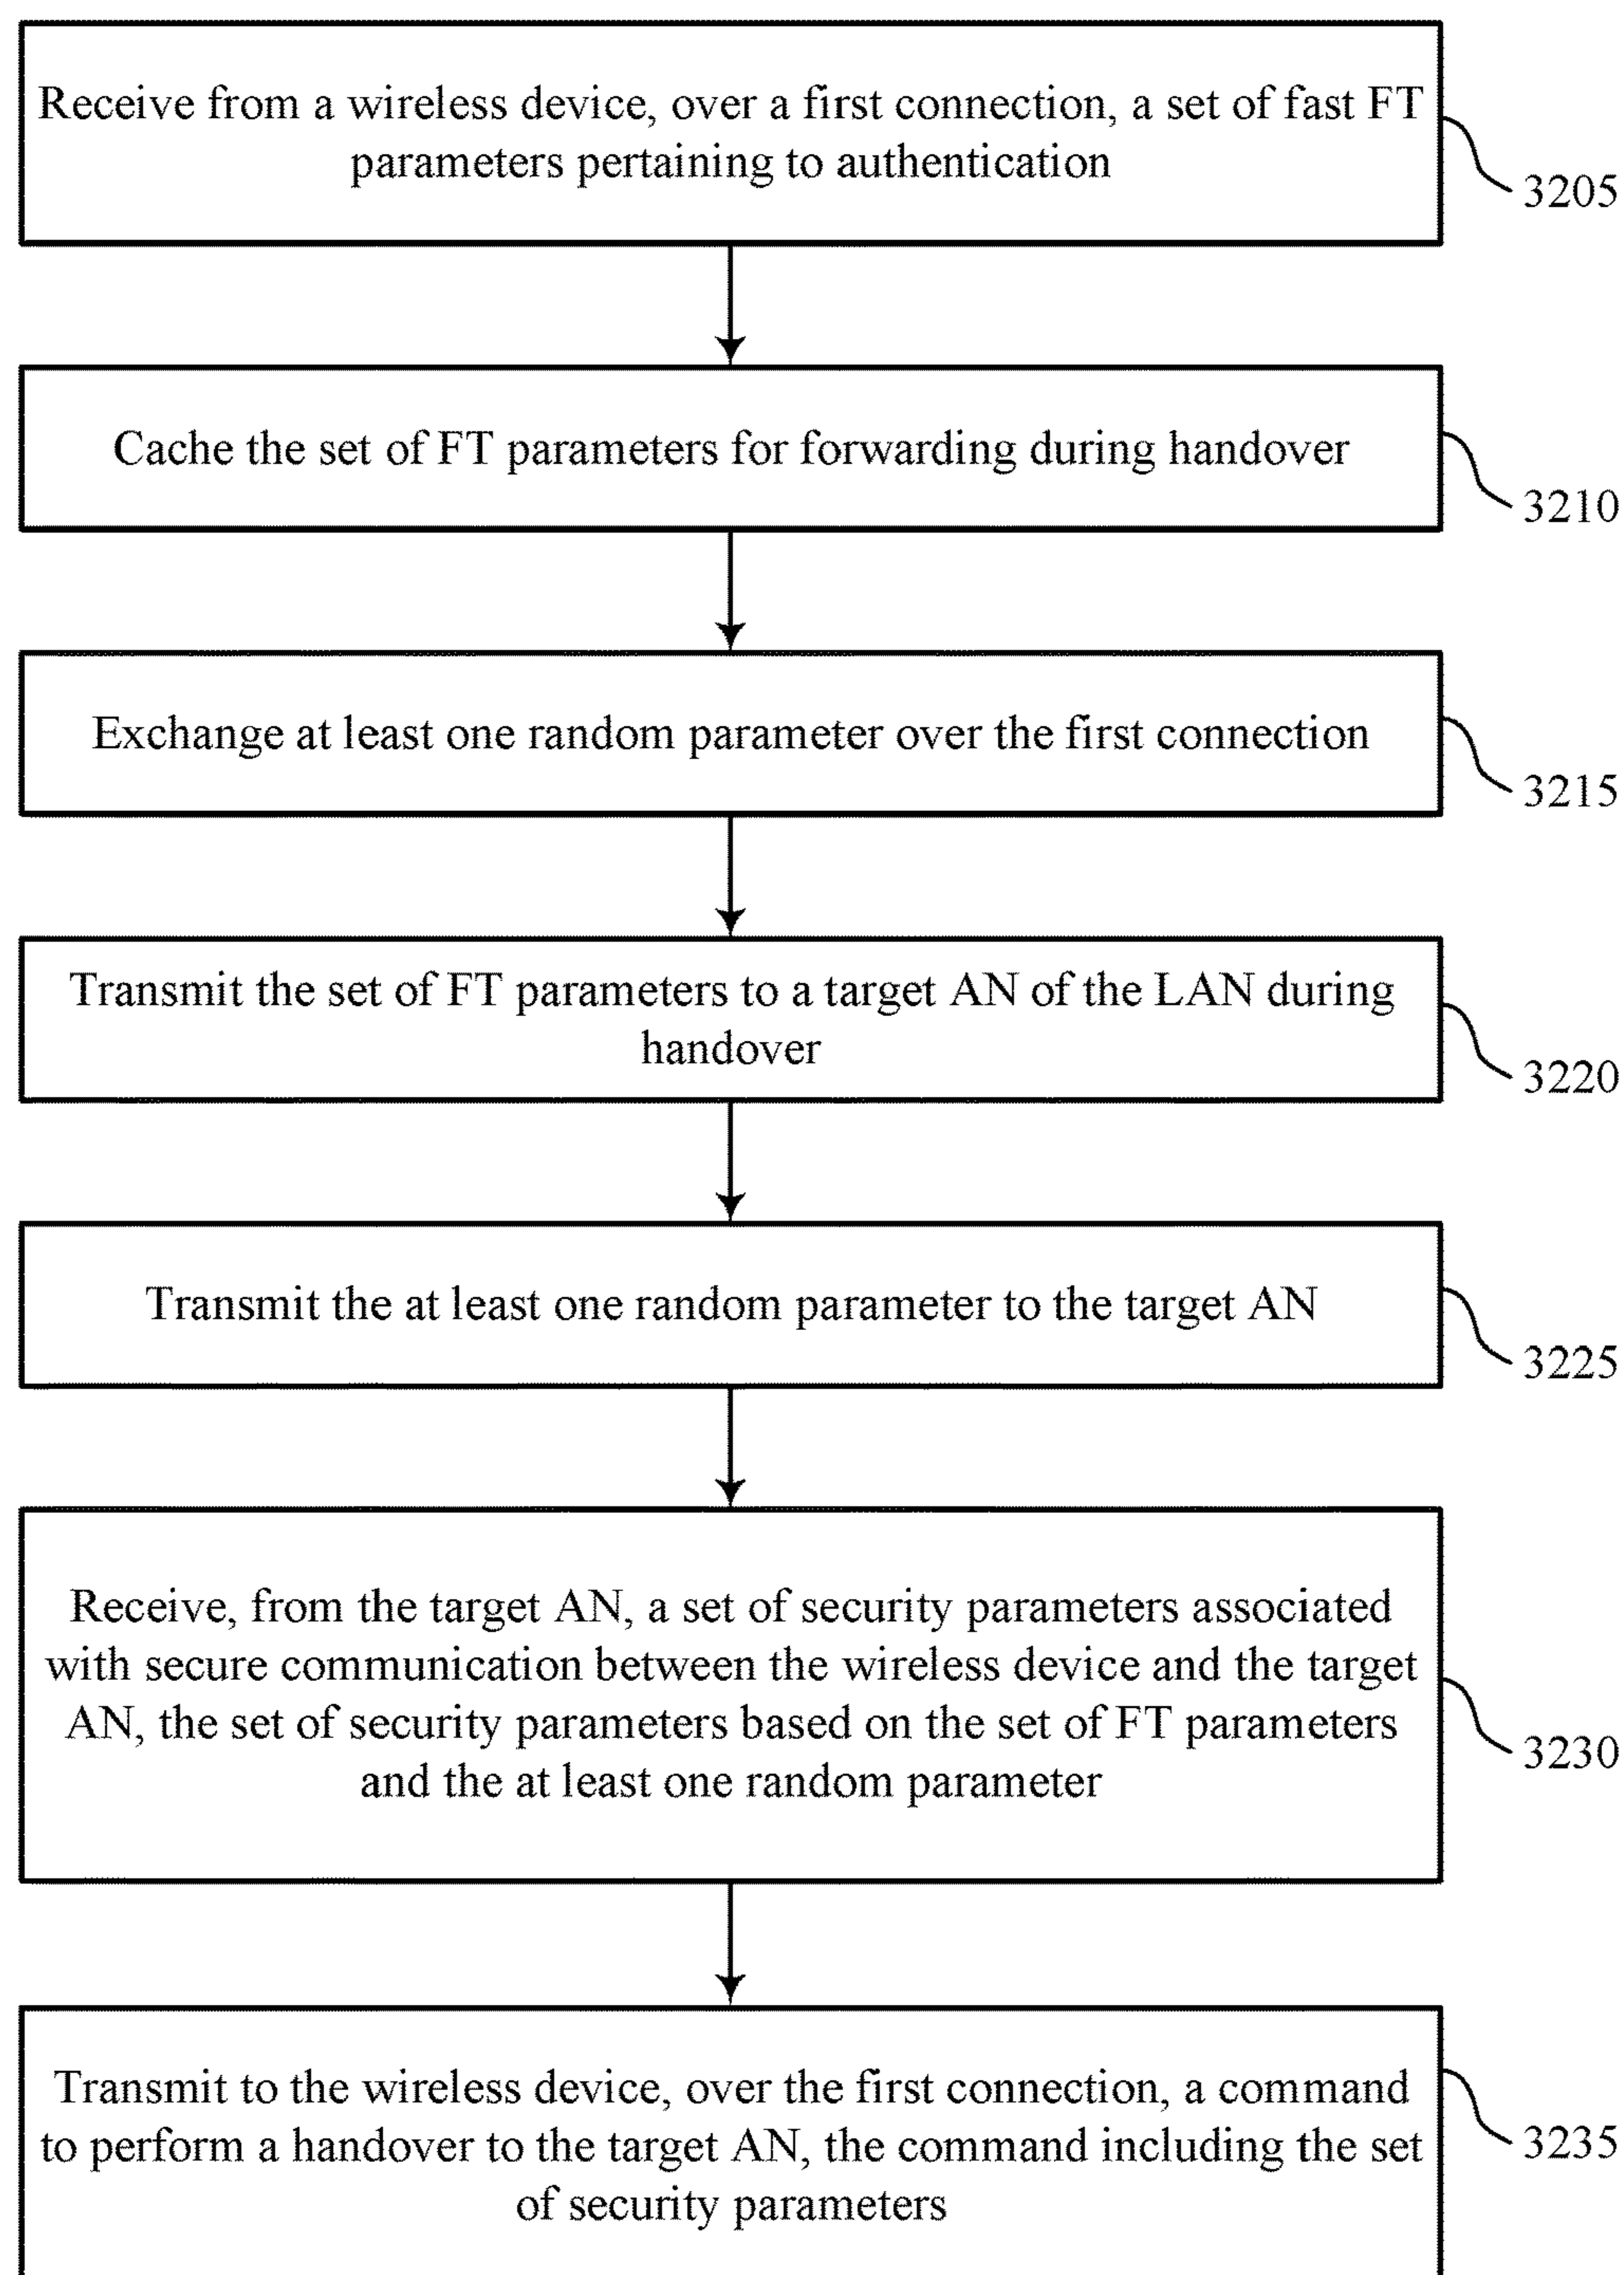 Receive from a wireless device, over a first connection, a set of fast FT
parameters pertaining to authentication
3205
Cache the set of FT parameters for forwarding during handover
3210
Exchange at least one random parameter over the first connection
3215
Transmit the set of FT parameters to a target AN of the LAN during
handover
3220
Transmit the at least one random parameter to the target AN
3225
Receive, from the target AN, a set of security parameters associated
with secure communication between the wireless device and the target
AN, the set of security parameters based on the set of FT parameters
and the at least one random parameter
3230
Transmit to the wireless device, over the first connection, a command
to perform a handover to the target AN, the command including the set
of security parameters
3235